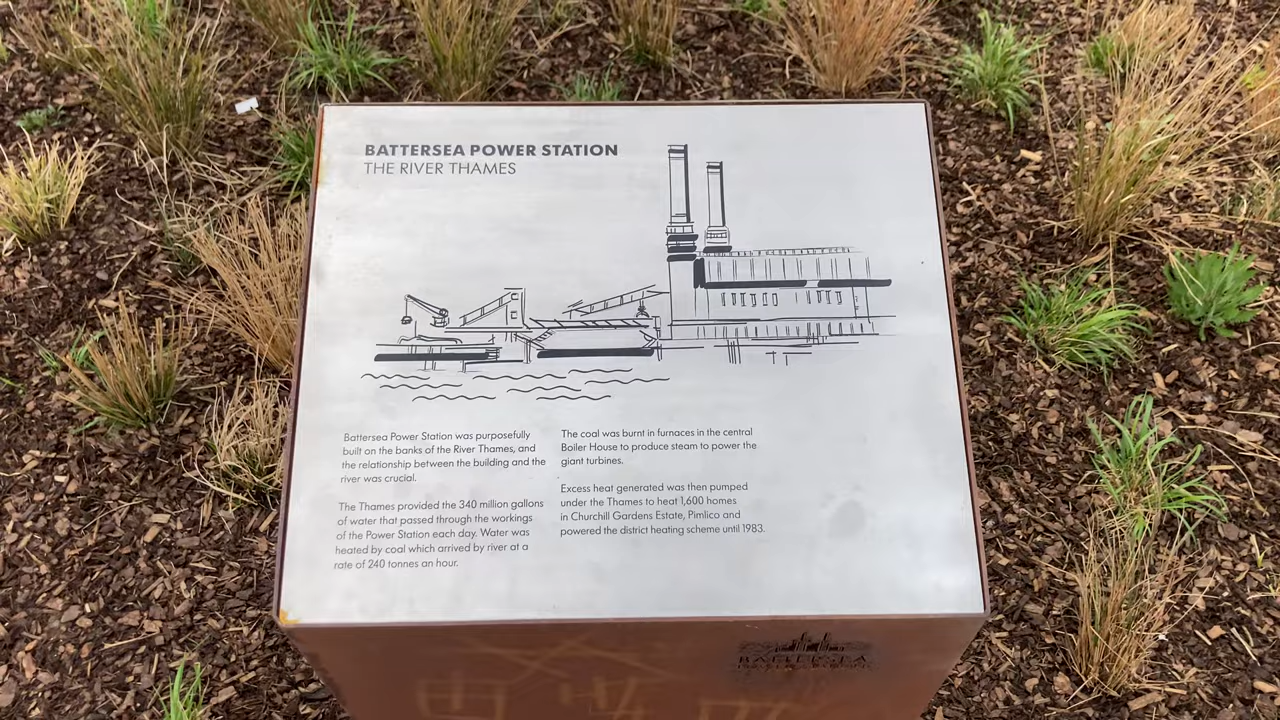 BATTERSEA POWER STATION
THE RIVER THAMES
Battersea Power Station was purposefully
built on the banks of the River Thames, and
the relationship between the building and the
river was crucial.
The Thames provided the 340 million gallons
of water that passed through the workings
of the Power Station each day. Water was
heated by coal which arrived by river at a
rate of 240 tonnes an hour.
The coal was burnt in furnaces in the central
Boiler House to produce steam to power the
giant turbines.
Excess heat generated was then pumped
under the Thames to heat 1,600 homes
in Churchill Gardens Estate, Pimlico and
powered the district heating scheme until 1983.
BATTERSEA